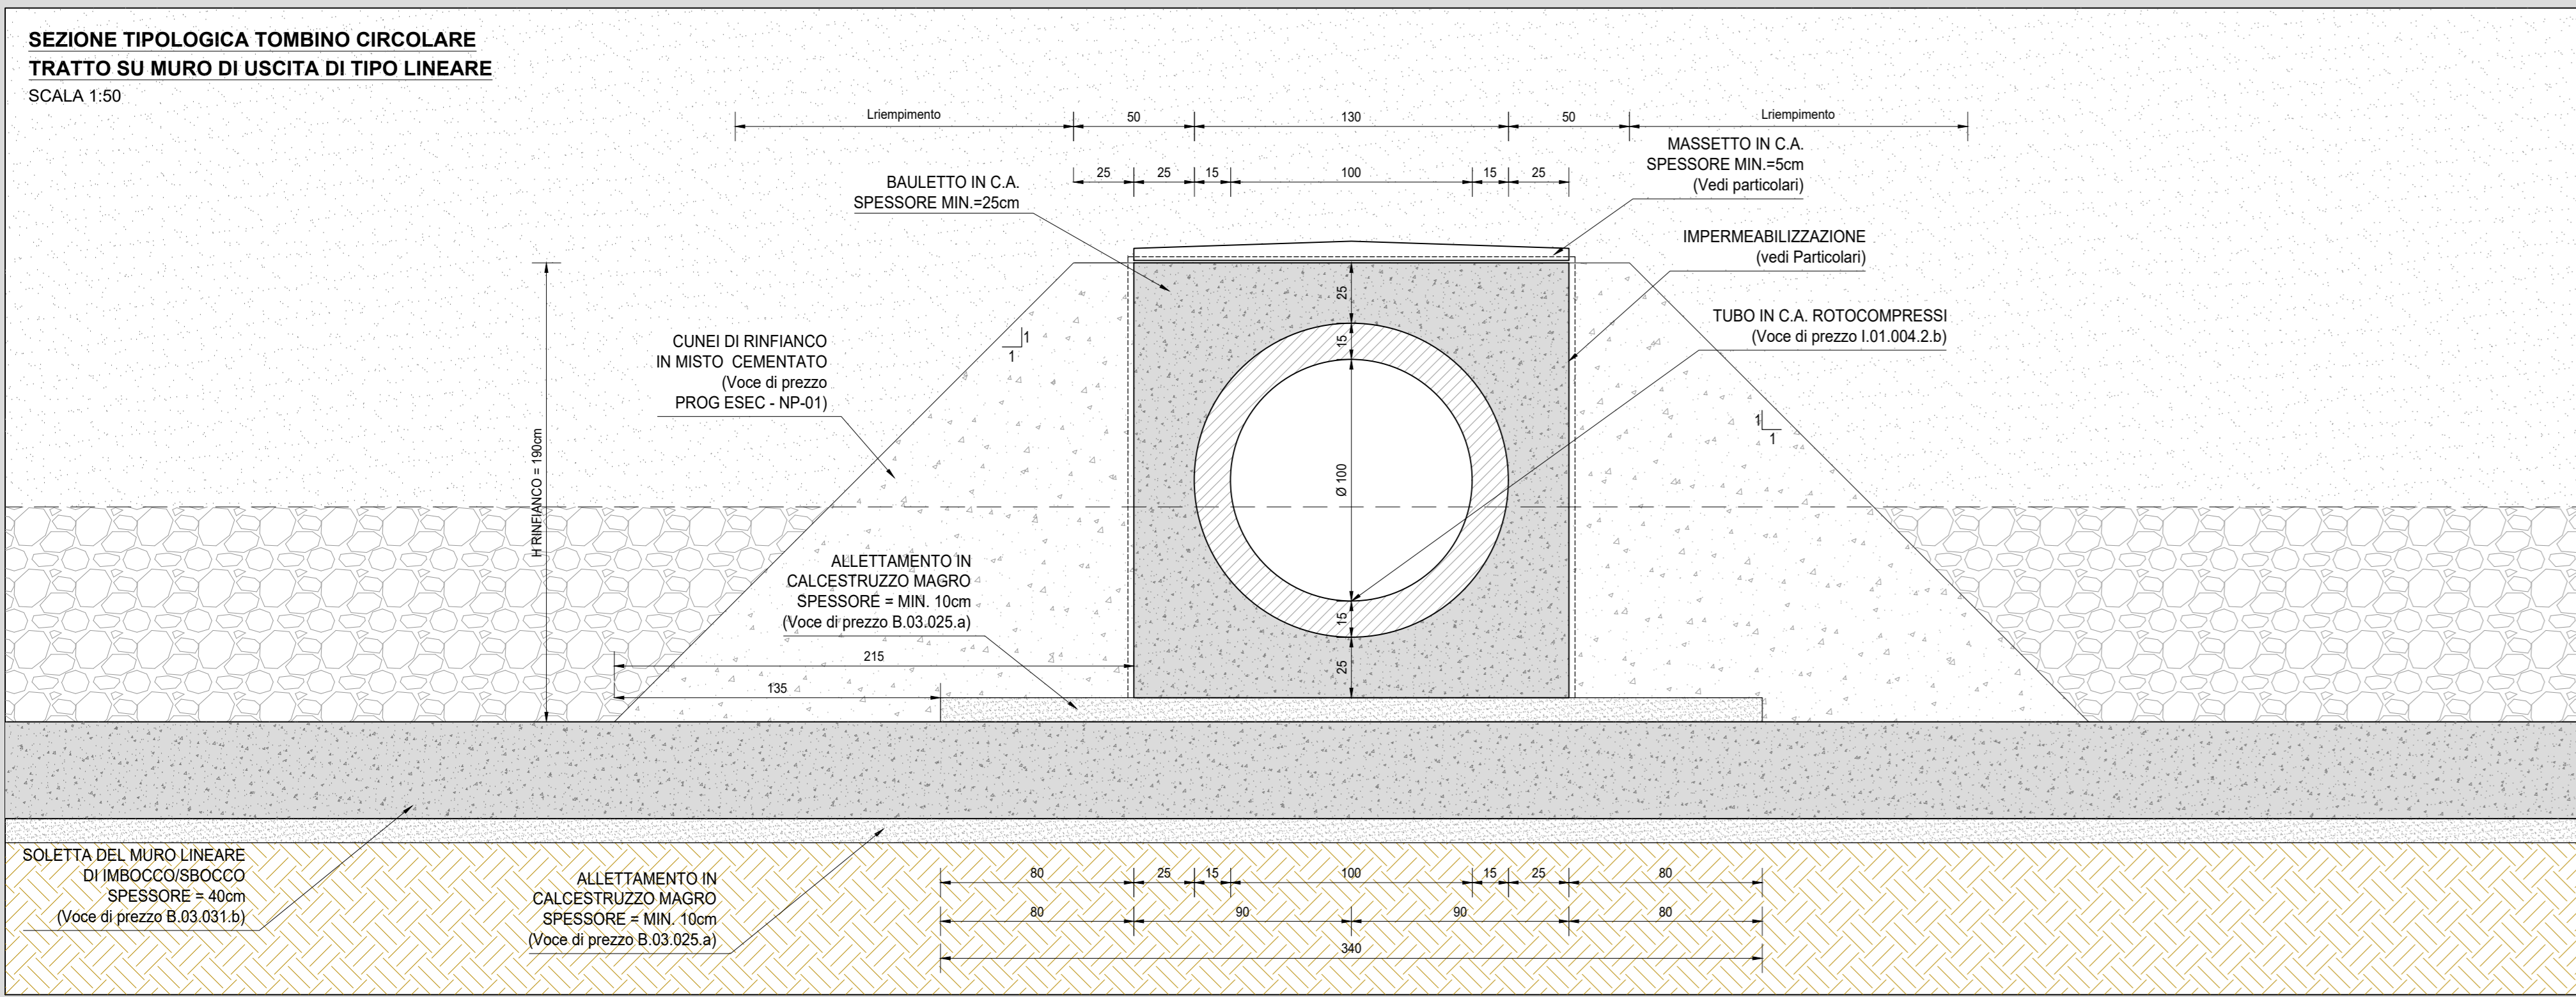 SEZIONE TIPOLOGICA TOMBINO CIRCOLARE
TRATTO SU MURO DI USCITA DI TIPO LINEARE
SCALA 1:50
Lriempimento
50
130
50
Lriempimento
25
25
15
100
15
25
BAULETTO IN C.A.
SPESSORE MIN.=25cm
MASSETTO IN C.A.
SPESSORE MIN.=5cm
(Vedi particolari)
IMPERMEABILIZZAZIONE
(vedi Particolari)
TUBO IN C.A. ROTOCOMPRESSI
(Voce di prezzo I.01.004.2.b)
CUNEI DI RINFIANCO
IN MISTO  CEMENTATO
(Voce di prezzo
PROG ESEC - NP-01)
1
1
1
1
H RINFIANCO = 190cm
25
15
Ø 100
15
25
ALLETTAMENTO IN
CALCESTRUZZO MAGRO
SPESSORE = MIN. 10cm
(Voce di prezzo B.03.025.a)
215
135
SOLETTA DEL MURO LINEARE
DI IMBOCCO/SBOCCO
SPESSORE = 40cm
(Voce di prezzo B.03.031.b)
ALLETTAMENTO IN
CALCESTRUZZO MAGRO
SPESSORE = MIN. 10cm
(Voce di prezzo B.03.025.a)
80
25
15
100
15
25
80
80
90
90
80
340